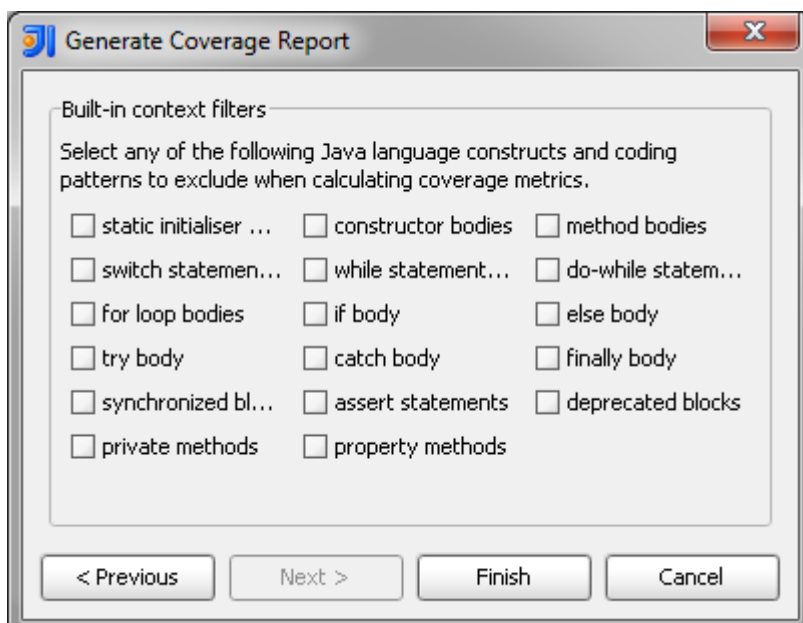 Generate Coverage Report
Built-in context filters
Select any of the following Java language constructs and coding
patterns to exclude when calculating coverage metrics.
static initialiser ... constructor bodies method bodies
switch statemen... while statement... do-while statem...
for loop bodies if body else body
try body catch body finally body
synchronized bl... assert statements deprecated blocks
private methods property methods
< Previous Next > Finish Cancel